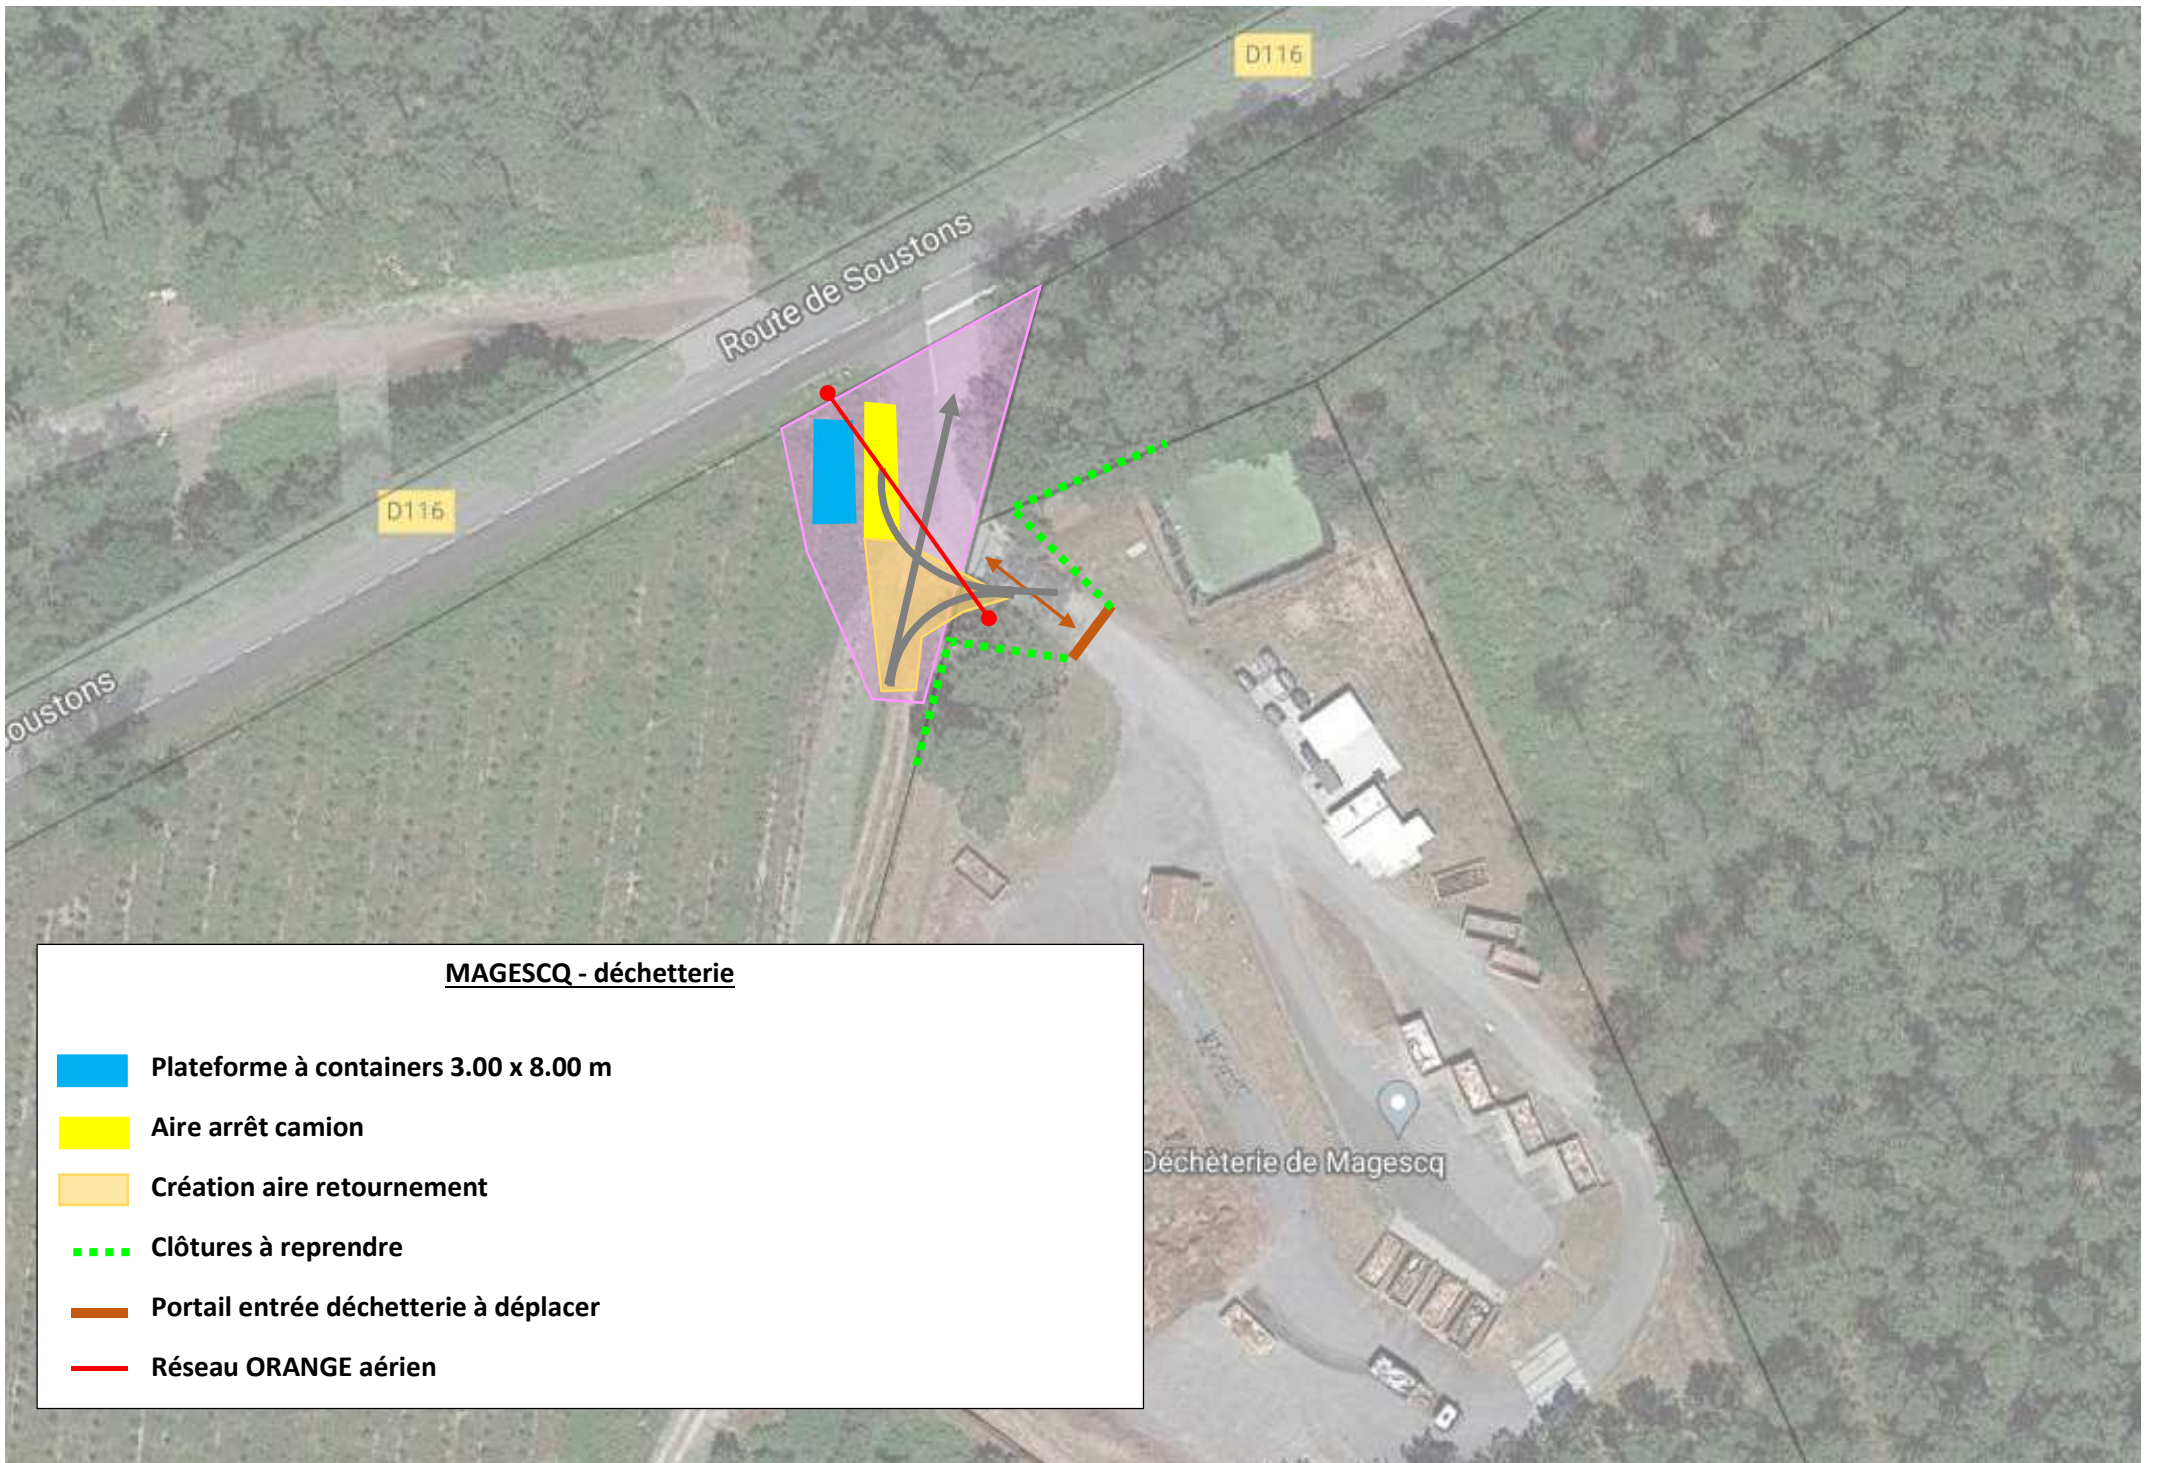 D116
Route de Soustons
D116
oustons
MAGESCQ - déchetterie
Plateforme à containers 3.00 x 8.00 m
Aire arrêt camion
Création aire retournement
Clôtures à reprendre
Portail entrée déchetterie à déplacer
Réseau ORANGE aérien
Déchèterie de Magescq